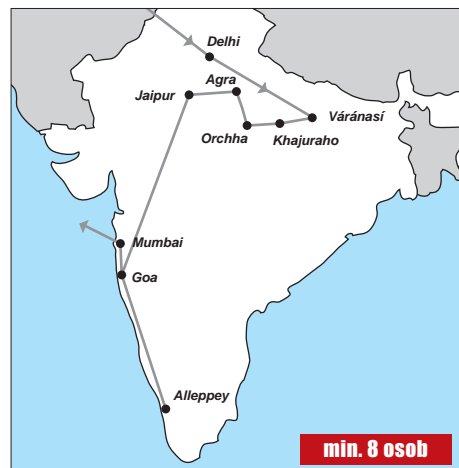 Delhi
Agra
Jaipur
Váránasí
Orchha
Khajuraho
Mumbai
Goa
Alleppey
min. 8 osob